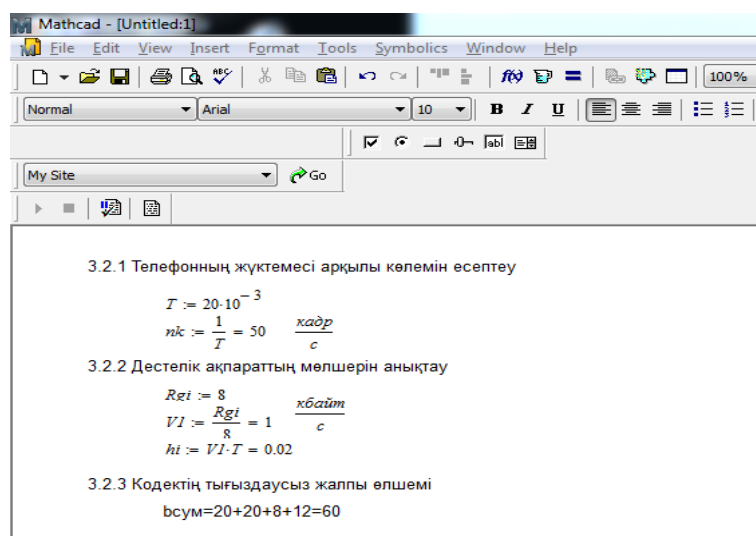 Mathcad - [Untitled:1]
File Edit View Insert Format Tools Symbolics Window Help
100%
Normal Arial 10 B I U
My Site Go
3.2.1 Телефонның жүктемесі арқылы көлемін есептеу
T := 20·10^-3
nk := 1/T = 50 кадр/с
3.2.2 Дестелік ақпараттың мөлшерін анықтау
Rgi := 8
V1 := Rgi/8 = 1 кбайт/с
hi := V1·T = 0.02
3.2.3 Кодектің тығыздаусыз жалпы өлшемі
bсум=20+20+8+12=60